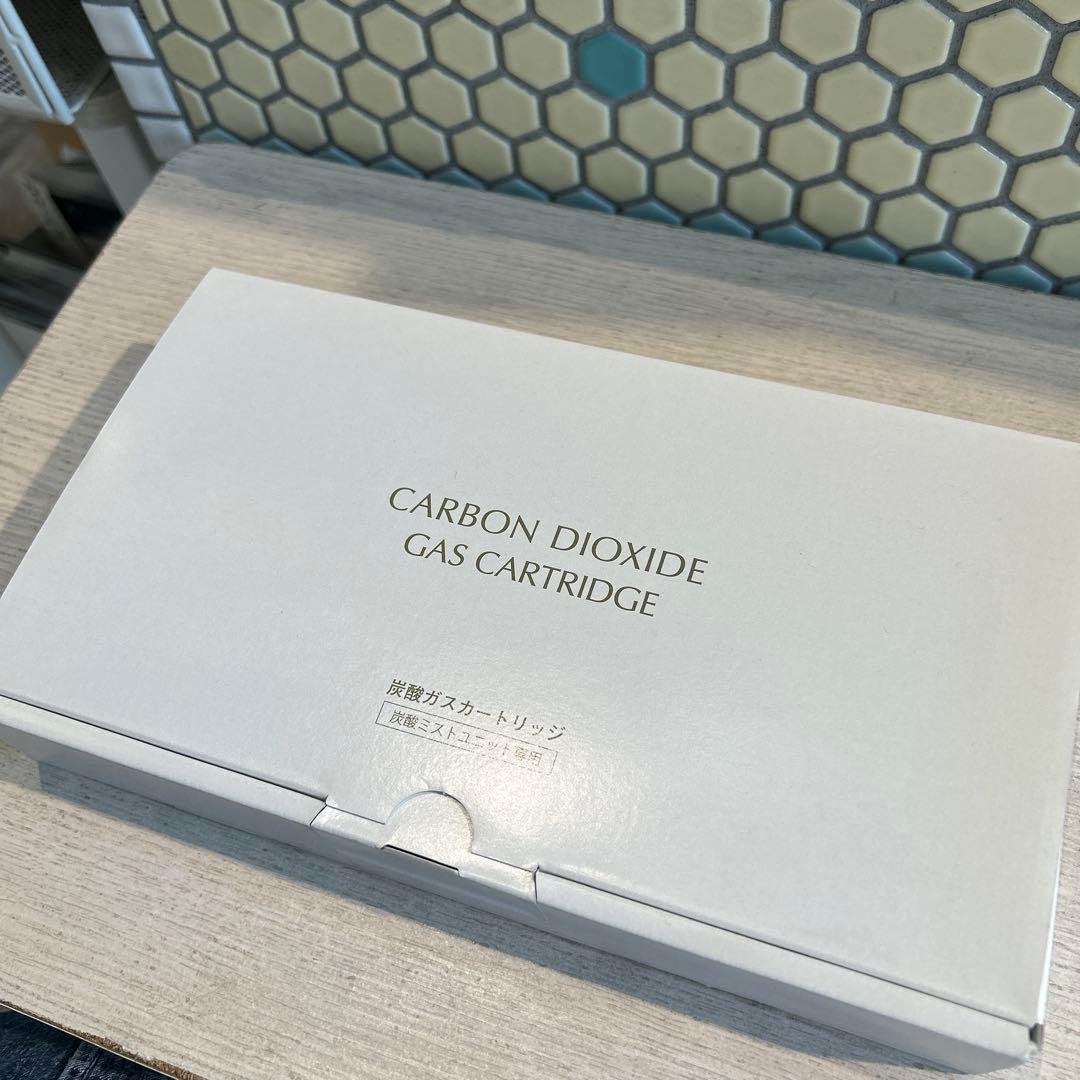 CARBON DIOXIDE
GAS CARTRIDGE
炭酸ガスカートリッジ
炭酸ミストユニット専用